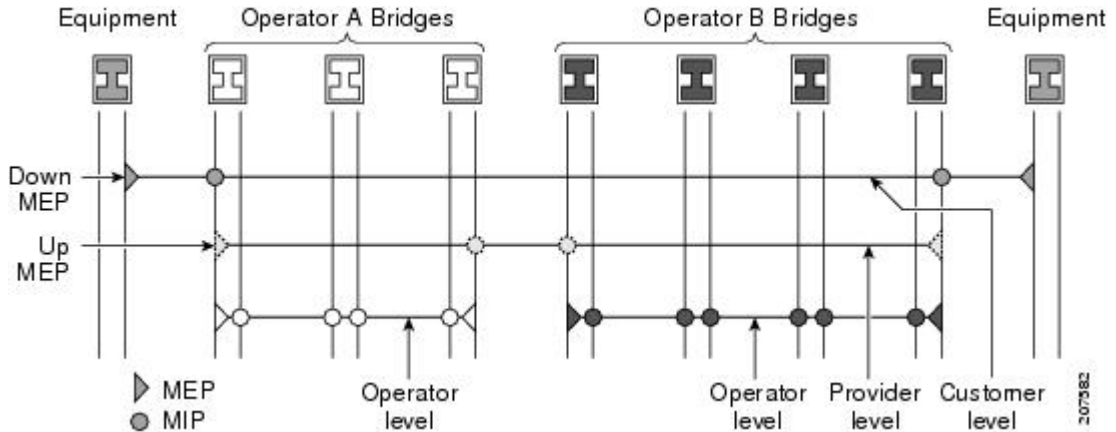 Equipment
Operator A Bridges
Operator B Bridges
Equipment
Down
MEP
Up
MEP
MEP
MIP
Operator
level
Operator
level
Provider
level
Customer
level
207582